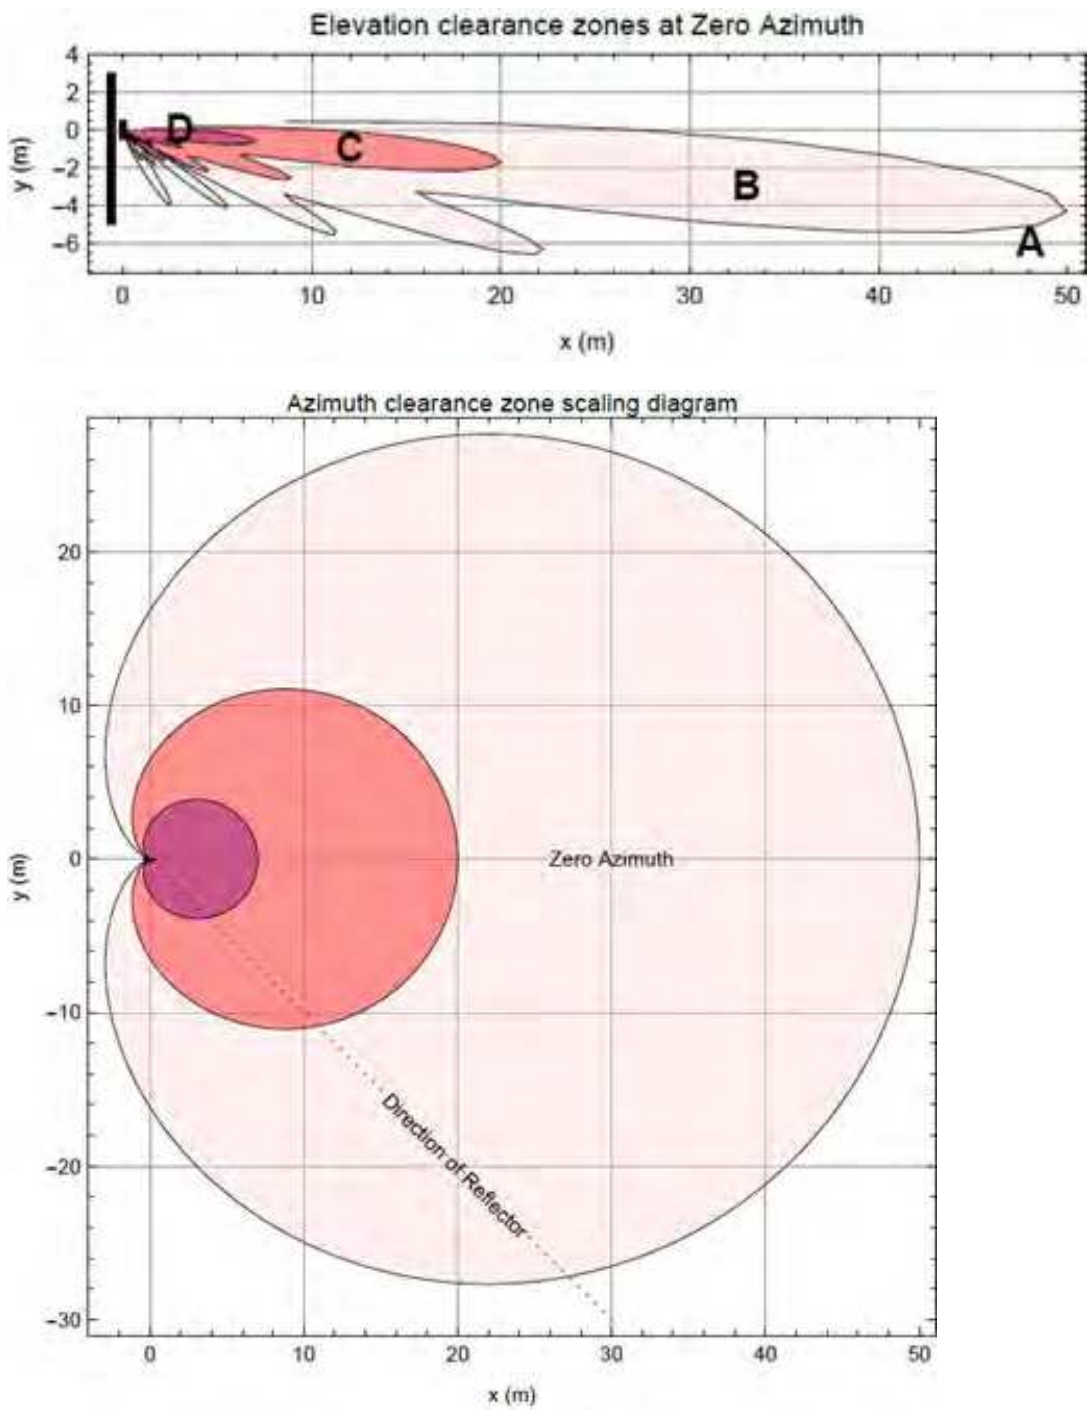 Elevation clearance zones at Zero Azimuth
4
2
0
−2
−4
−6
y (m)
D
C
B
A
0 10 20 30 40 50
x (m)
Azimuth clearance zone scaling diagram
20
10
0
−10
−20
−30
y (m)
Zero Azimuth
Direction of Reflector
0 10 20 30 40 50
x (m)